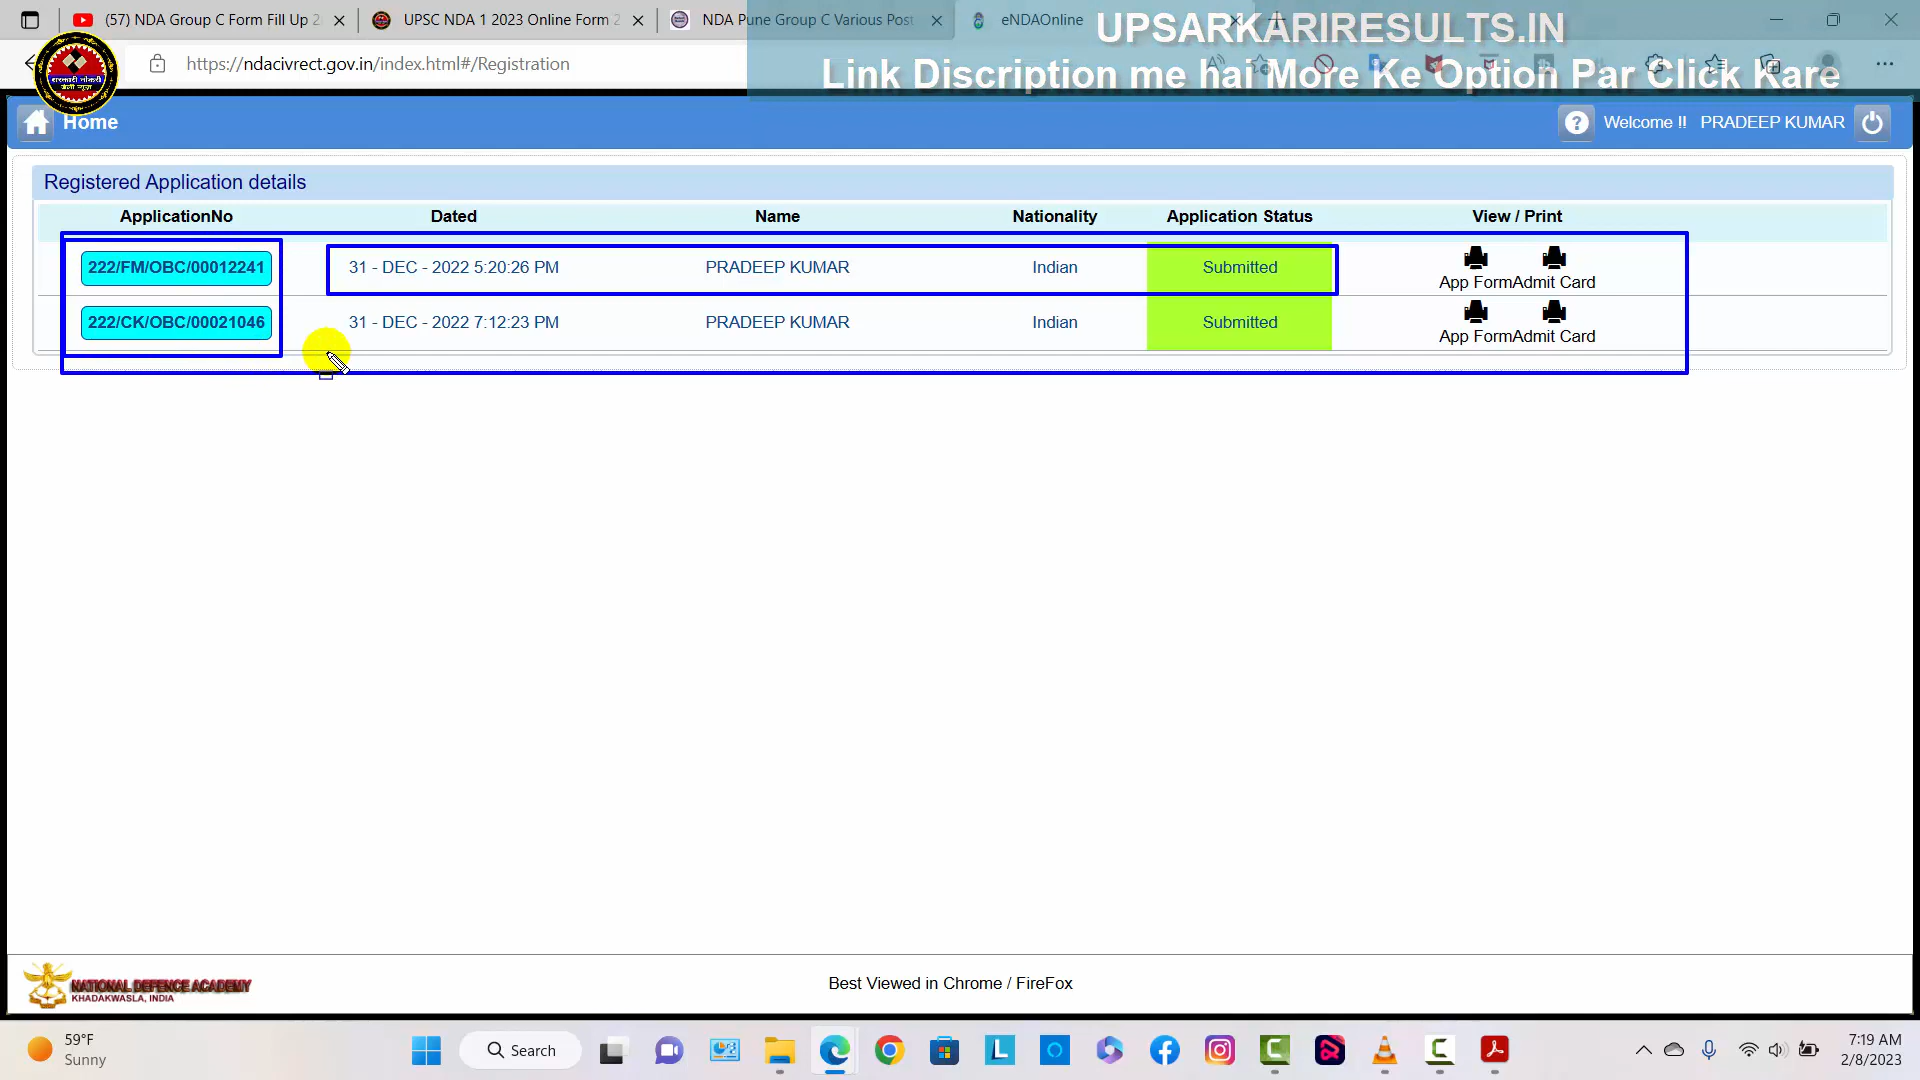 (57) NDA Group C Form Fill Up 2
UPSC NDA 1 2023 Online Form 2
NDA Pune Group C Various Post
eNDAOnline
UPSARKARIRESULTS.IN
https://ndacivrect.gov.in/index.html#/Registration
Link Discription me hai More Ke Option Par Click Kare
Home
Welcome !! PRADEEP KUMAR
Registered Application details
ApplicationNo Dated Name Nationality Application Status View / Print
222/FM/OBC/00012241 31 - DEC - 2022 5:20:26 PM PRADEEP KUMAR Indian Submitted
App FormAdmit Card
222/CK/OBC/00021046 31 - DEC - 2022 7:12:23 PM PRADEEP KUMAR Indian Submitted
App FormAdmit Card
NATIONAL DEFENCE ACADEMY
KHADAKWASLA, INDIA
Best Viewed in Chrome / FireFox
59°F
Sunny
Search
7:19 AM
2/8/2023